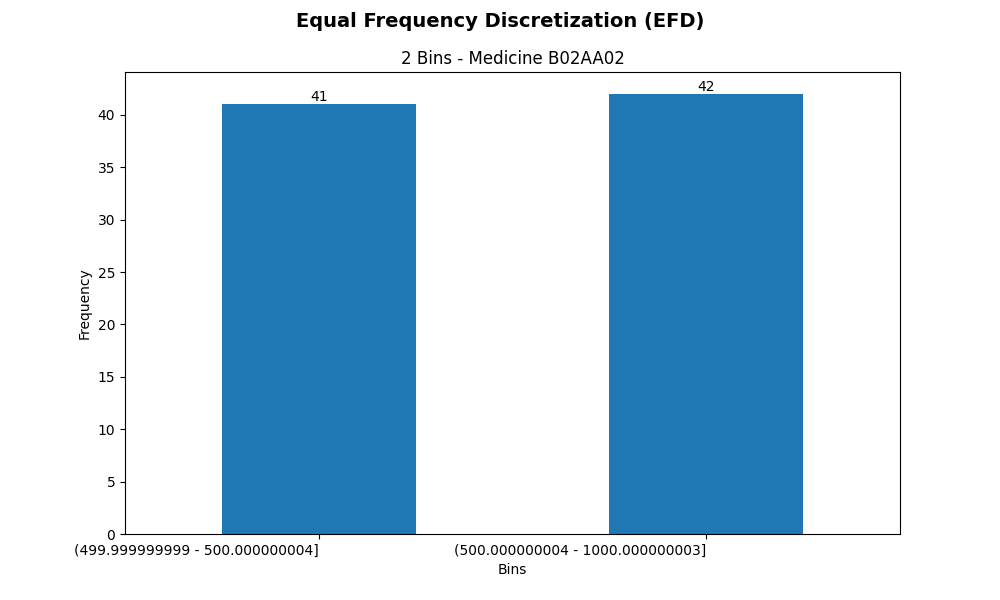 Equal Frequency Discretization (EFD)
2 Bins - Medicine B02AA02
41
42
40
35
30
25
20
15
10
5
0
Frequency
(499.999999999 - 500.000000004]
(500.000000004 - 1000.000000003]
Bins